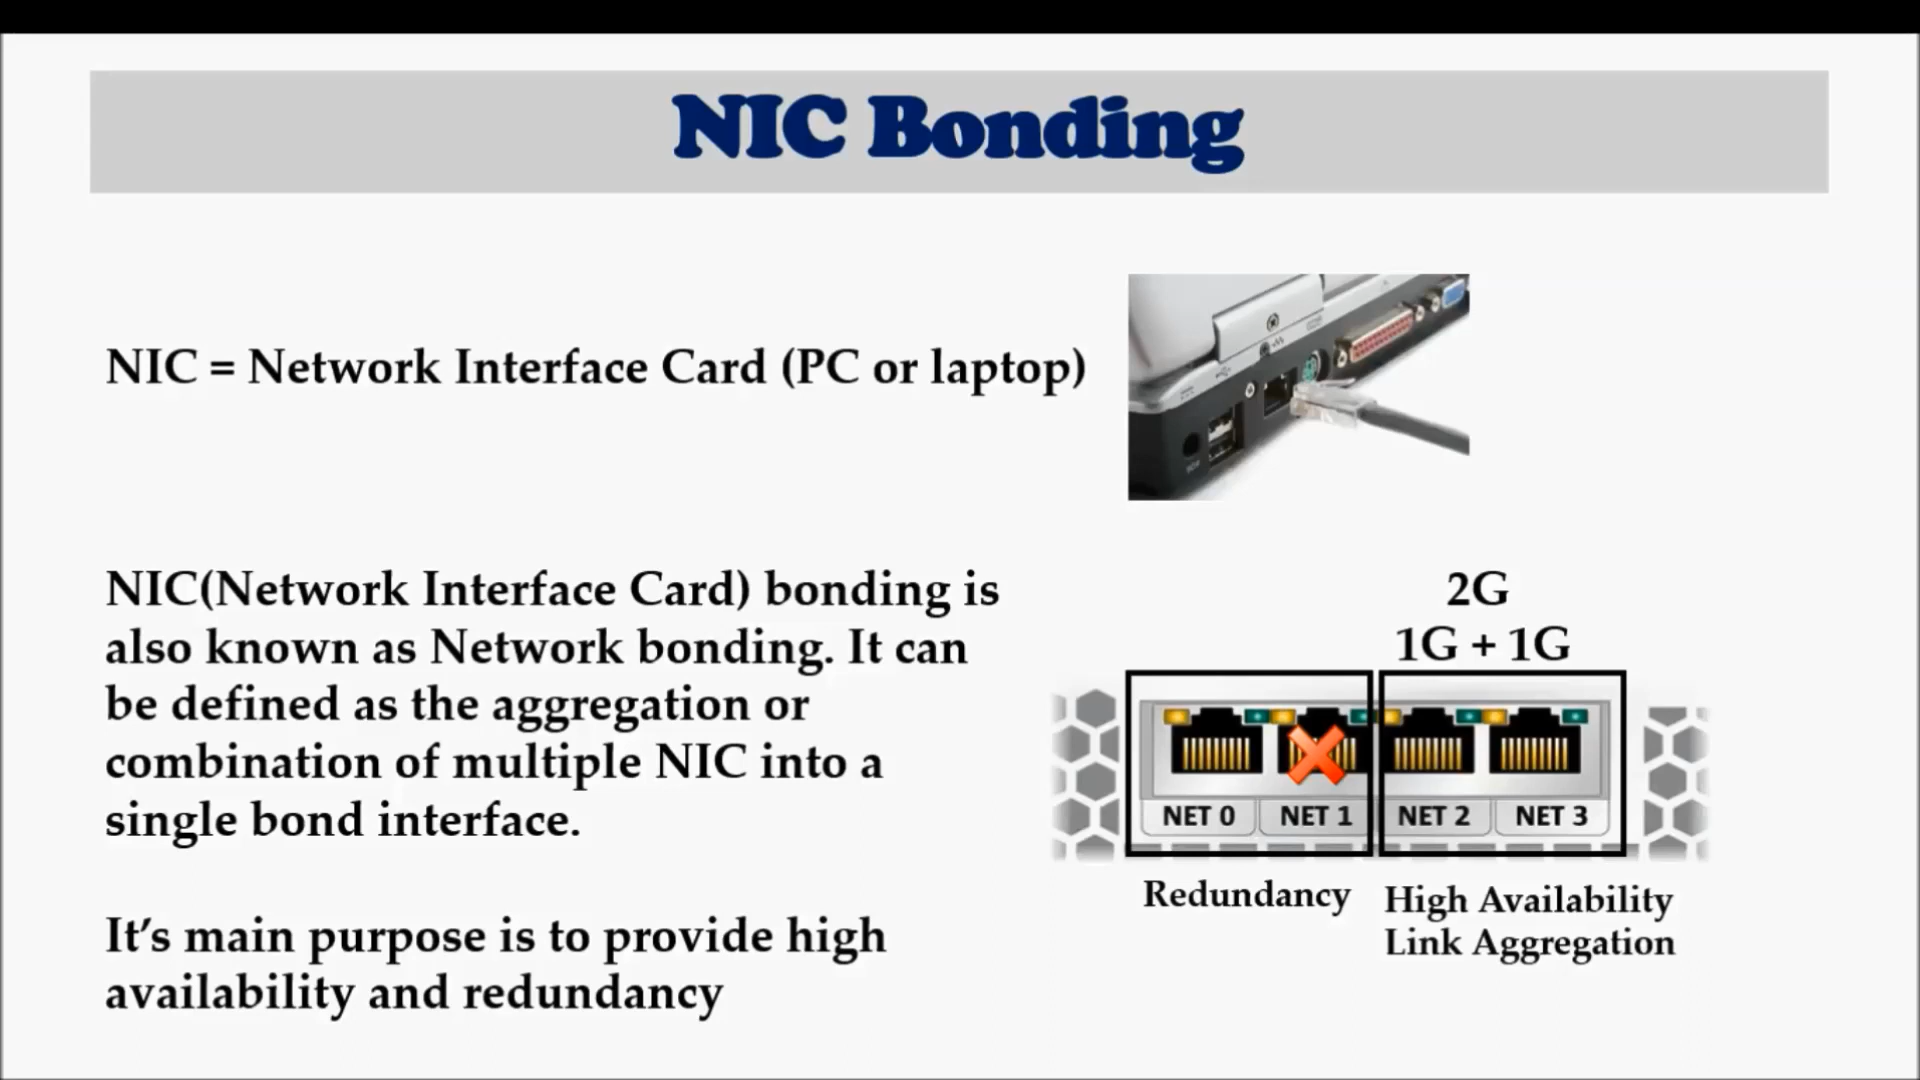 NIC Bonding
NIC = Network Interface Card (PC or laptop)
NIC(Network Interface Card) bonding is
also known as Network bonding. It can
be defined as the aggregation or
combination of multiple NIC into a
single bond interface.
It’s main purpose is to provide high
availability and redundancy
2G
1G + 1G
NET 0
NET 1
NET 2
NET 3
Redundancy
High Availability
Link Aggregation